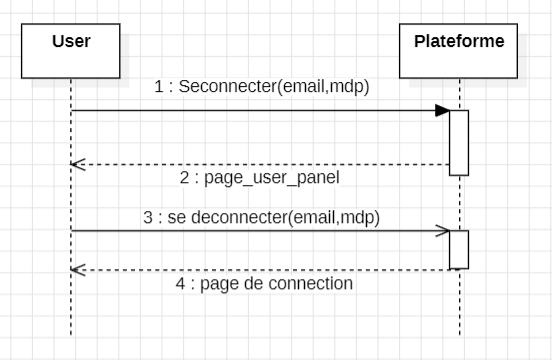 User
Plateforme
1 : Seconnecter(email,mdp)
2 : page_user_panel
3 : se deconnecter(email,mdp)
4 : page de connection